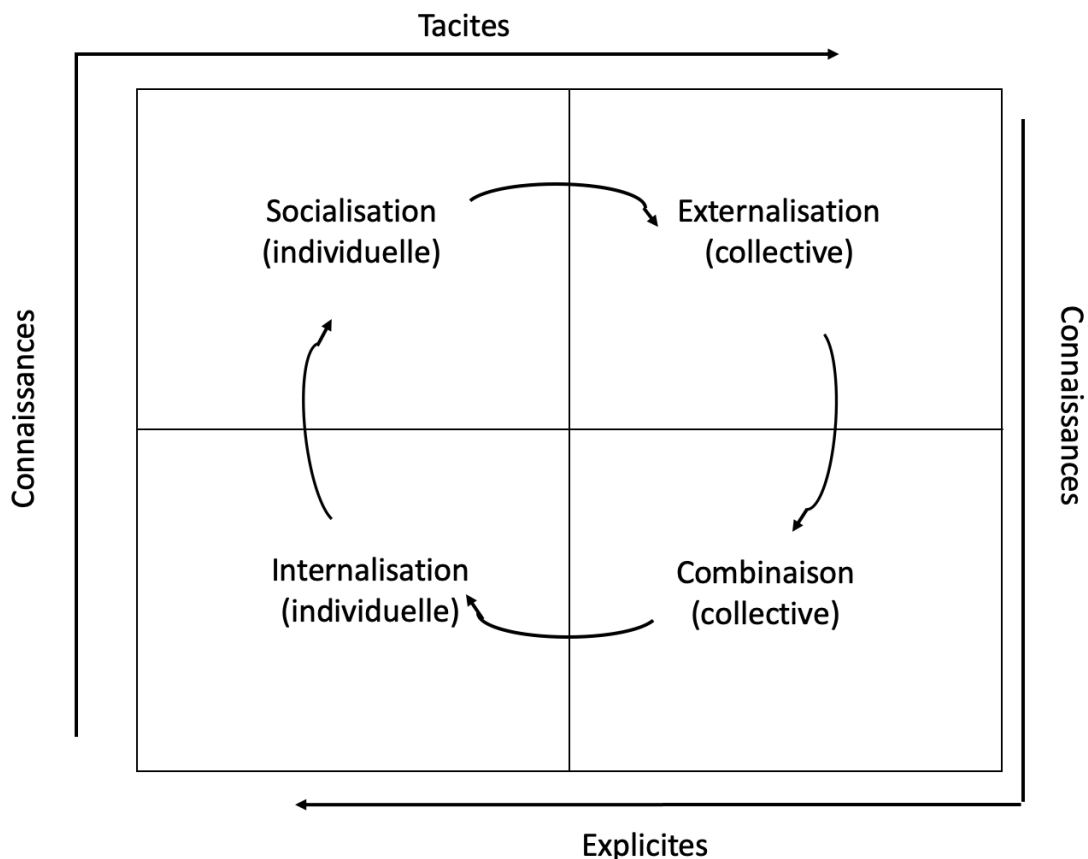 Tacites
Socialisation
(individuelle)
Externalisation
(collective)
Connaissances
Connaissances
Internalisation
(individuelle)
Combinaison
(collective)
Explicites